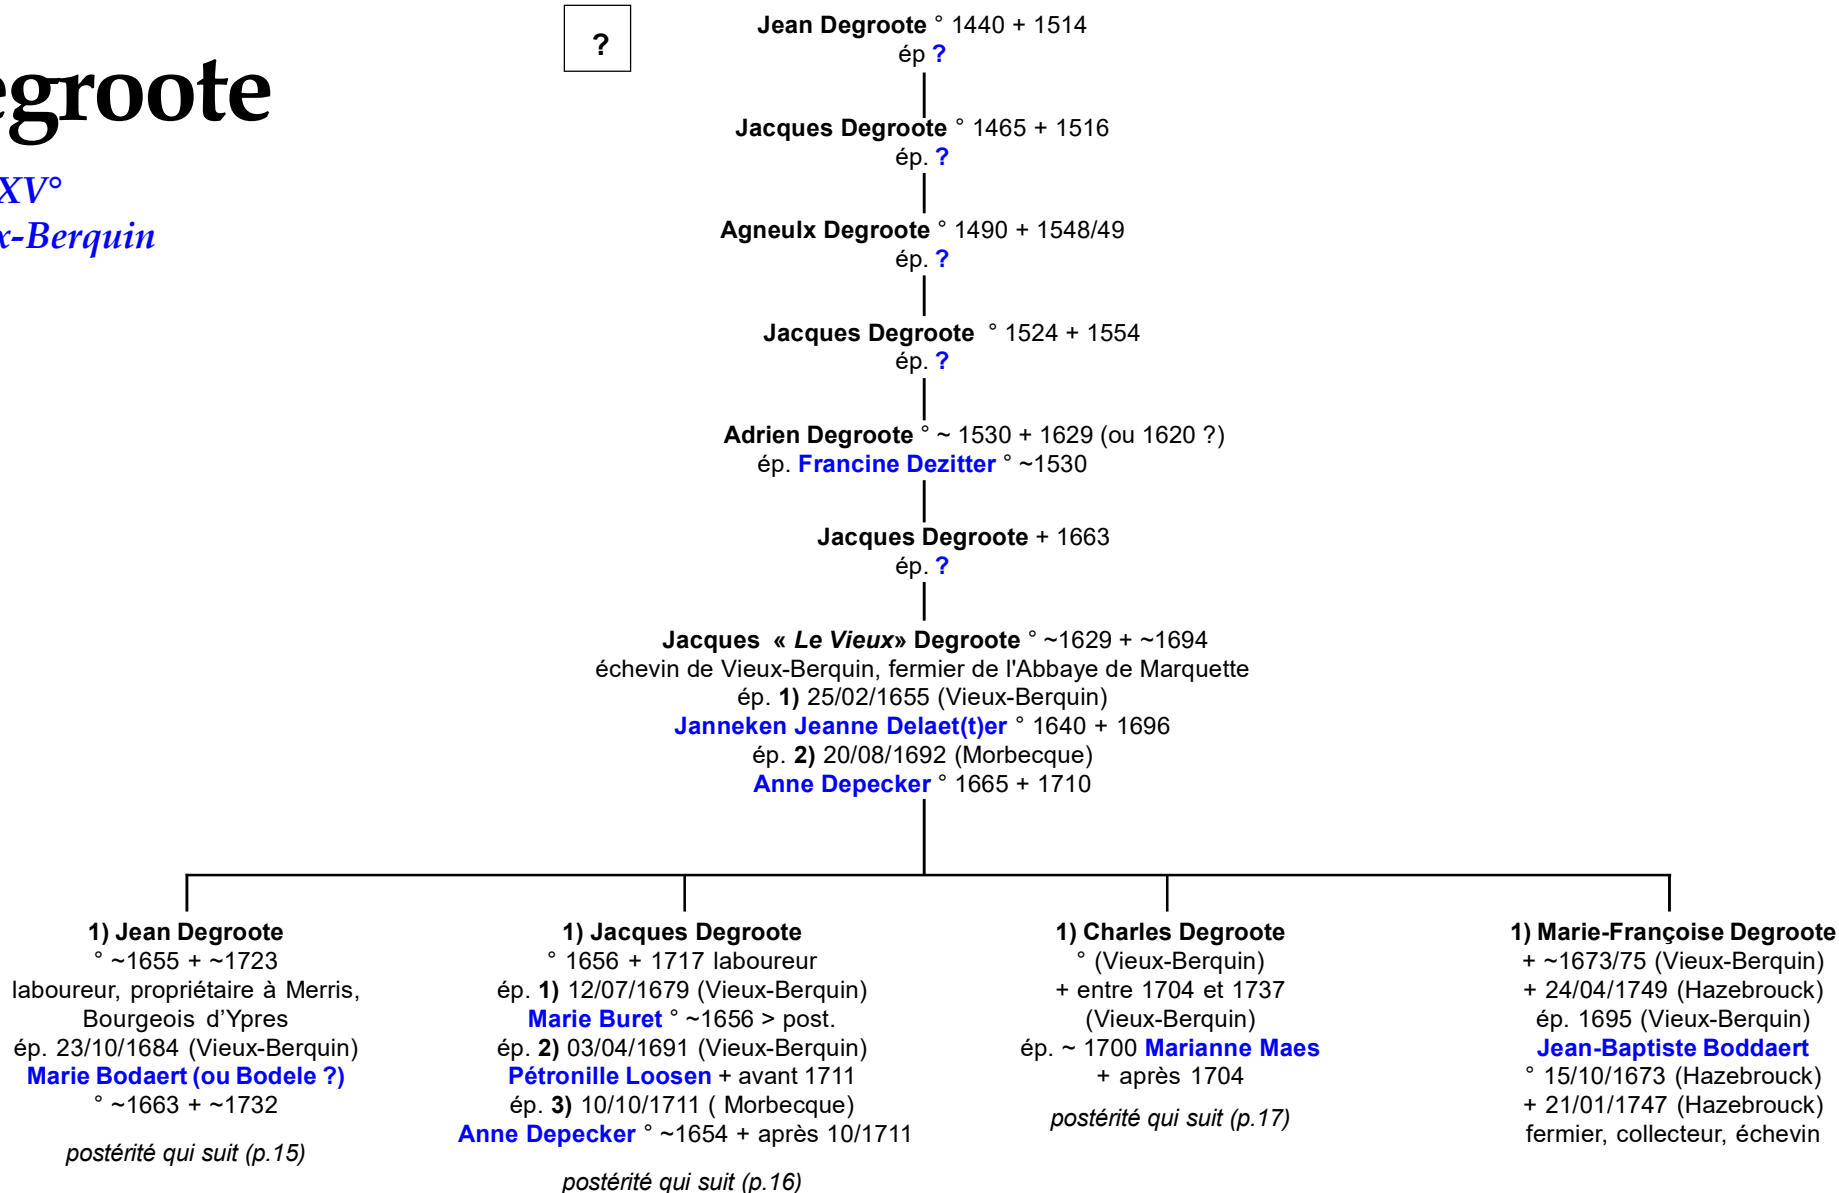 egroote
XV°
x-Berquin
?
Jean Degroote ° 1440 + 1514
ép ?
Jacques Degroote ° 1465 + 1516
ép. ?
Agneulx Degroote ° 1490 + 1548/49
ép. ?
Jacques Degroote ° 1524 + 1554
ép. ?
Adrien Degroote ° ~ 1530 + 1629 (ou 1620 ?)
ép. Francine Dezitter ° ~1530
Jacques Degroote + 1663
ép. ?
Jacques « Le Vieux» Degroote ° ~1629 + ~1694
échevin de Vieux-Berquin, fermier de l'Abbaye de Marquette
ép. 1) 25/02/1655 (Vieux-Berquin)
Janneken Jeanne Delaet(t)er ° 1640 + 1696
ép. 2) 20/08/1692 (Morbecque)
Anne Depecker ° 1665 + 1710
1) Jean Degroote
° ~1655 + ~1723
laboureur, propriétaire à Merris,
Bourgeois d’Ypres
ép. 23/10/1684 (Vieux-Berquin)
Marie Bodaert (ou Bodele ?)
° ~1663 + ~1732
postérité qui suit (p.15)
1) Jacques Degroote
° 1656 + 1717 laboureur
ép. 1) 12/07/1679 (Vieux-Berquin)
Marie Buret ° ~1656 > post.
ép. 2) 03/04/1691 (Vieux-Berquin)
Pétronille Loosen + avant 1711
ép. 3) 10/10/1711 ( Morbecque)
Anne Depecker ° ~1654 + après 10/1711
postérité qui suit (p.16)
1) Charles Degroote
° (Vieux-Berquin)
+ entre 1704 et 1737
(Vieux-Berquin)
ép. ~ 1700 Marianne Maes
+ après 1704
postérité qui suit (p.17)
1) Marie-Françoise Degroote
+ ~1673/75 (Vieux-Berquin)
+ 24/04/1749 (Hazebrouck)
ép. 1695 (Vieux-Berquin)
Jean-Baptiste Boddaert
° 15/10/1673 (Hazebrouck)
+ 21/01/1747 (Hazebrouck)
fermier, collecteur, échevin